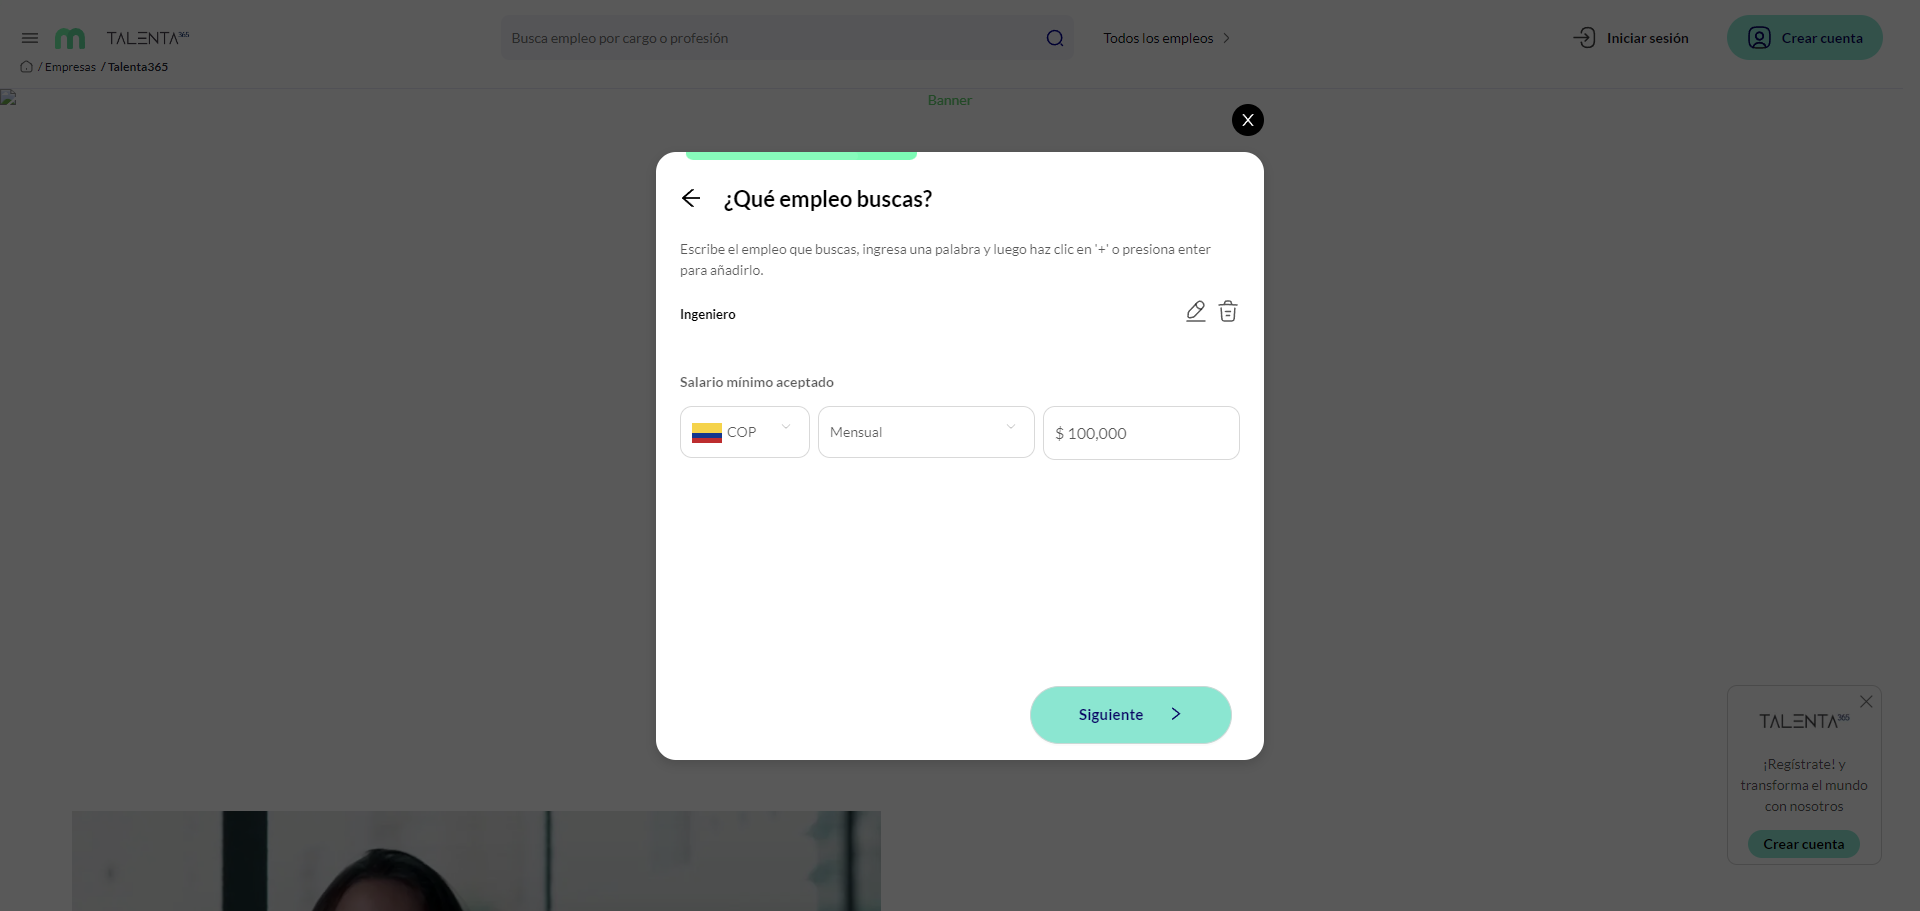 TALENTA365
Busca empleo por cargo o profesión
Todos los empleos
Iniciar sesión
Crear cuenta
/ Empresas / Talenta365
Banner
X
¿Qué empleo buscas?
Escribe el empleo que buscas, ingresa una palabra y luego haz clic en '+' o presiona enter
para añadirlo.
Ingeniero
Salario mínimo aceptado
COP
Mensual
$ 100,000
Siguiente
TALENTA365
¡Regístrate! y
transforma el mundo
con nosotros
Crear cuenta